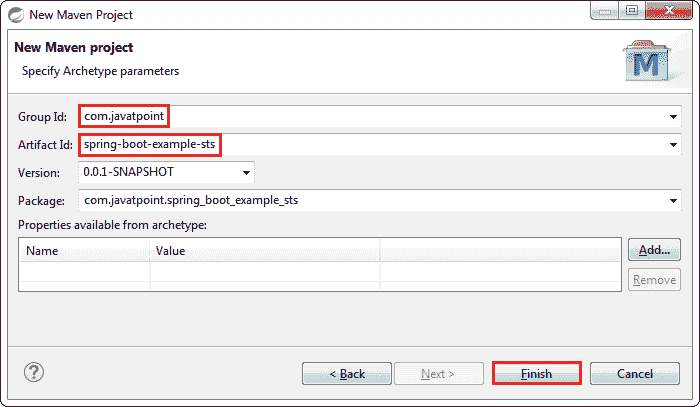 New Maven Project
New Maven project
Specify Archetype parameters
M
Group Id: com.javatpoint
Artifact Id: spring-boot-example-sts
Version: 0.0.1-SNAPSHOT
Package: com.javatpoint.spring_boot_example_sts
Properties available from archetype:
Name Value
Add...
Remove
? < Back Next > Finish Cancel